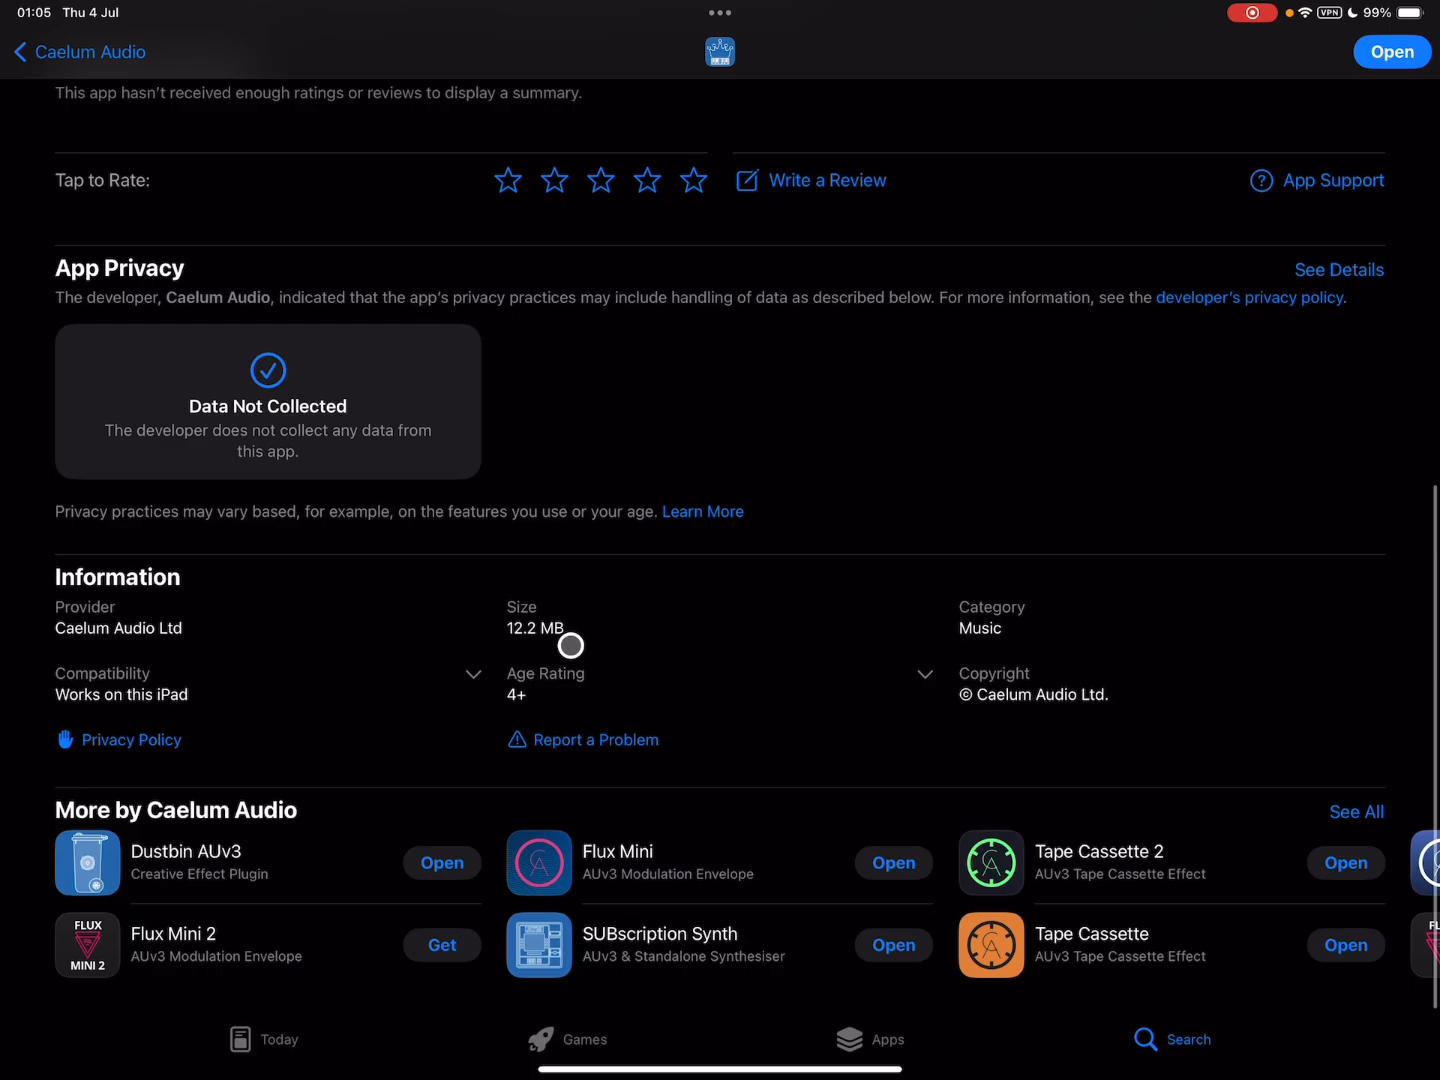 01:05 Thu 4 Jul
VPN 99%
Caelum Audio
Open
This app hasn't received enough ratings or reviews to display a summary.
Tap to Rate:
Write a Review
App Support
App Privacy
See Details
The developer, Caelum Audio, indicated that the app's privacy practices may include handling of data as described below. For more information, see the developer's privacy policy.
Data Not Collected
The developer does not collect any data from
this app.
Privacy practices may vary based, for example, on the features you use or your age. Learn More
Information
Provider
Caelum Audio Ltd
Size
12.2 MB
Category
Music
Compatibility
Works on this iPad
Age Rating
4+
Copyright
© Caelum Audio Ltd.
Privacy Policy
Report a Problem
More by Caelum Audio
See All
Dustbin AUv3
Creative Effect Plugin
Open
Flux Mini
AUv3 Modulation Envelope
Open
Tape Cassette 2
AUv3 Tape Cassette Effect
Open
FLUX
MINI 2
Flux Mini 2
AUv3 Modulation Envelope
Get
SUBscription Synth
AUv3 & Standalone Synthesiser
Open
Tape Cassette
AUv3 Tape Cassette Effect
Open
Today
Games
Apps
Search